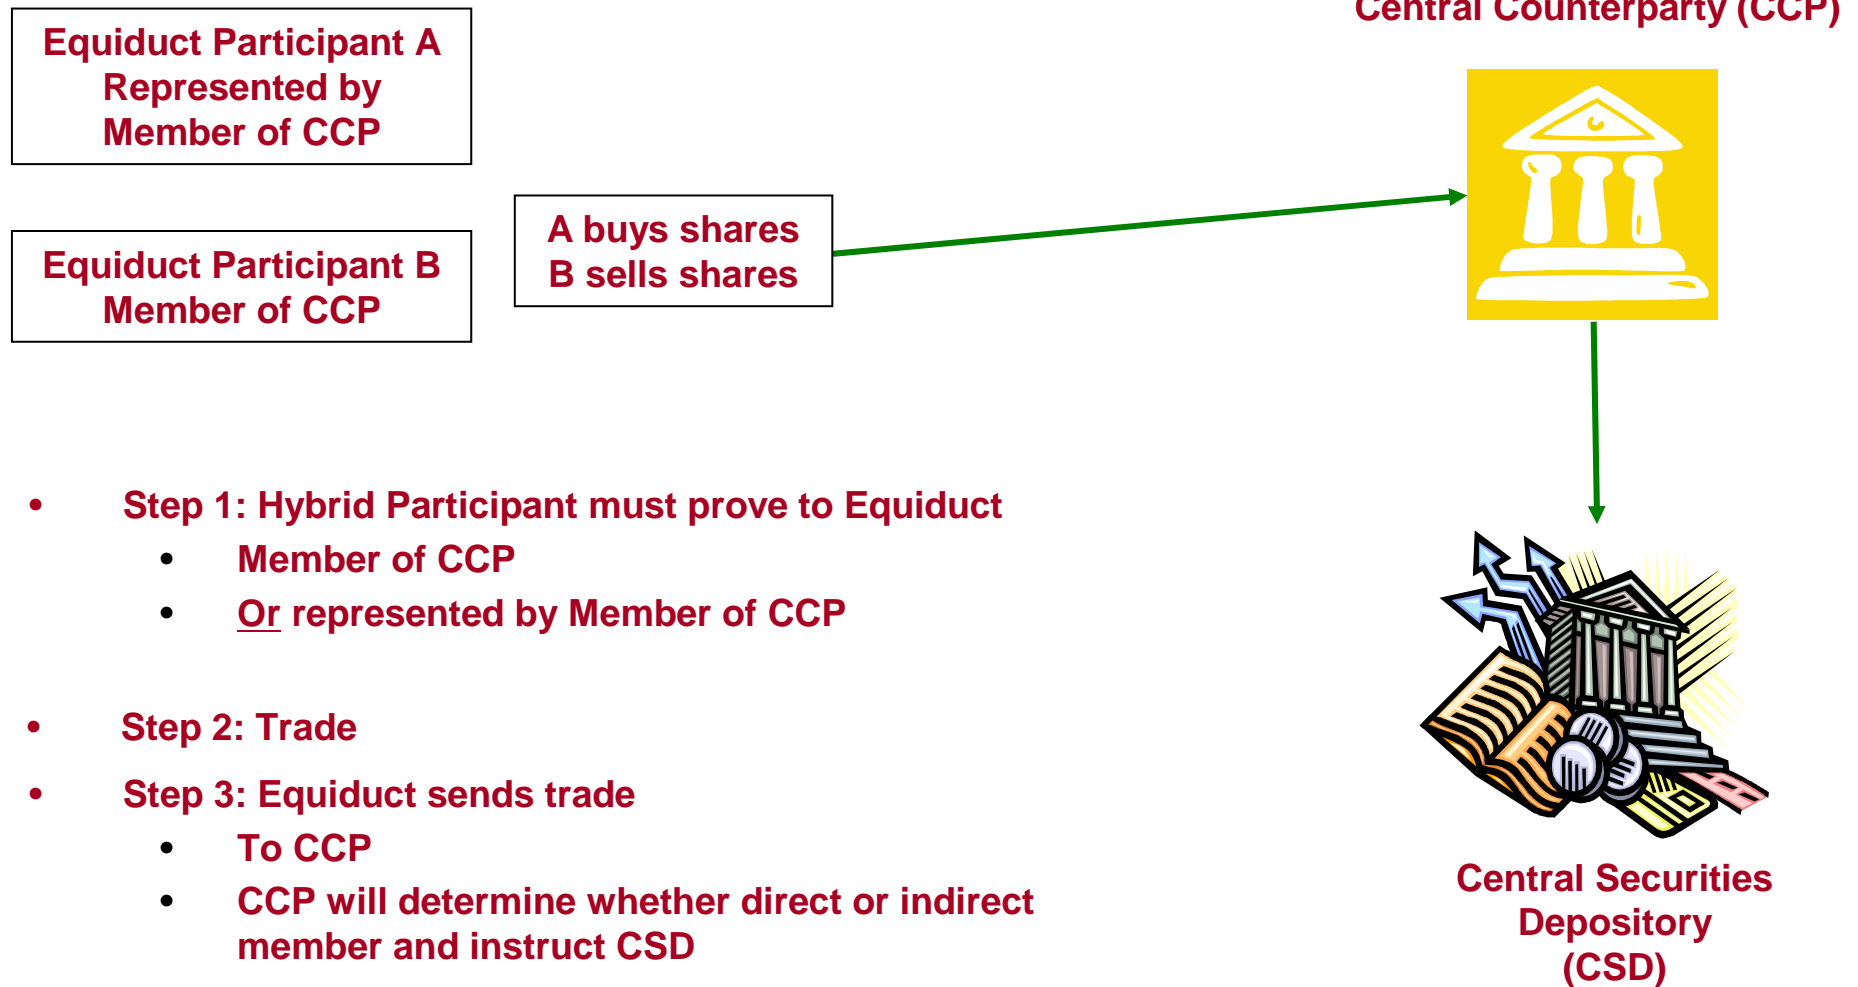 Central Counterparty (CCP)
Equiduct Participant A
Represented by
Member of CCP
Equiduct Participant B
Member of CCP
A buys shares
B sells shares
• Step 1: Hybrid Participant must prove to Equiduct
• Member of CCP
• Or represented by Member of CCP
• Step 2: Trade
• Step 3: Equiduct sends trade
• To CCP
• CCP will determine whether direct or indirect
member and instruct CSD
Central Securities
Depository
(CSD)